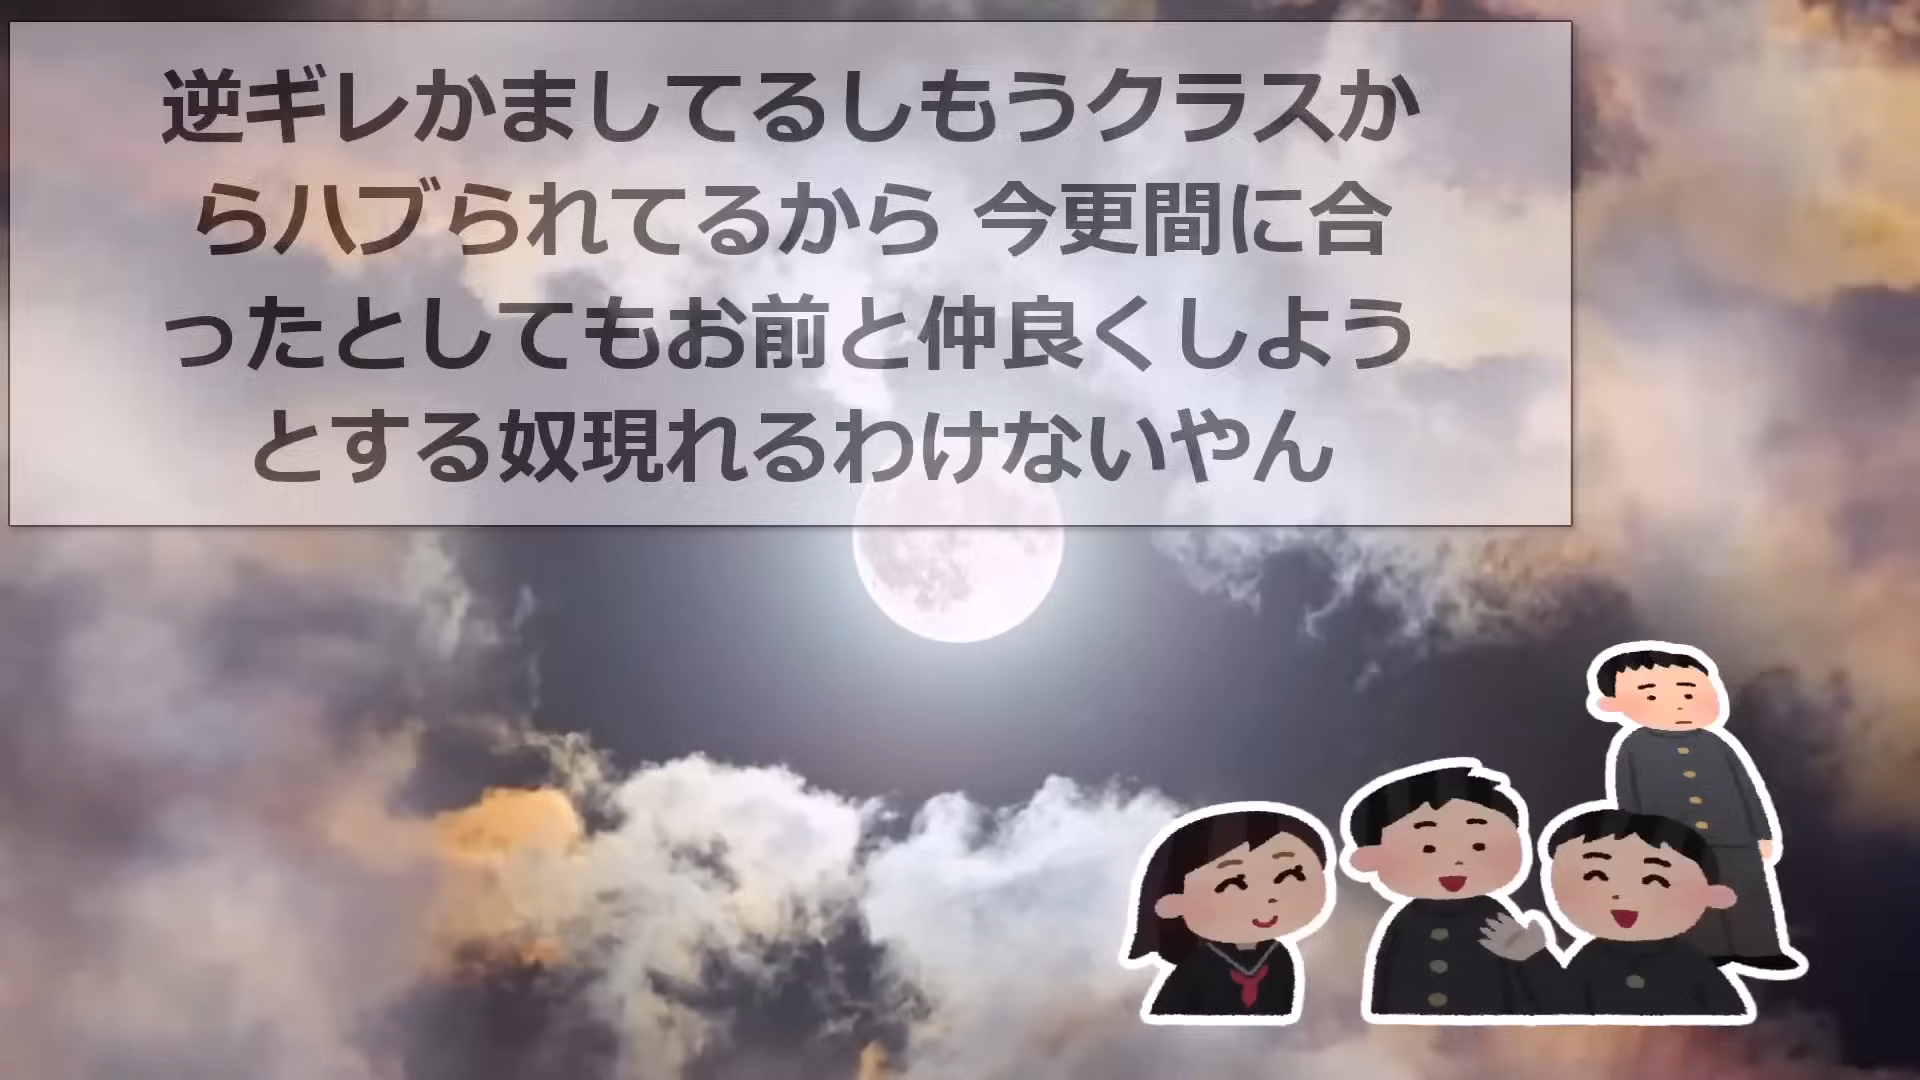 逆ギレかましてるしもうクラスか
らハブられてるから 今更間に合
ったとしてもお前と仲良くしよう
とする奴現れるわけないやん